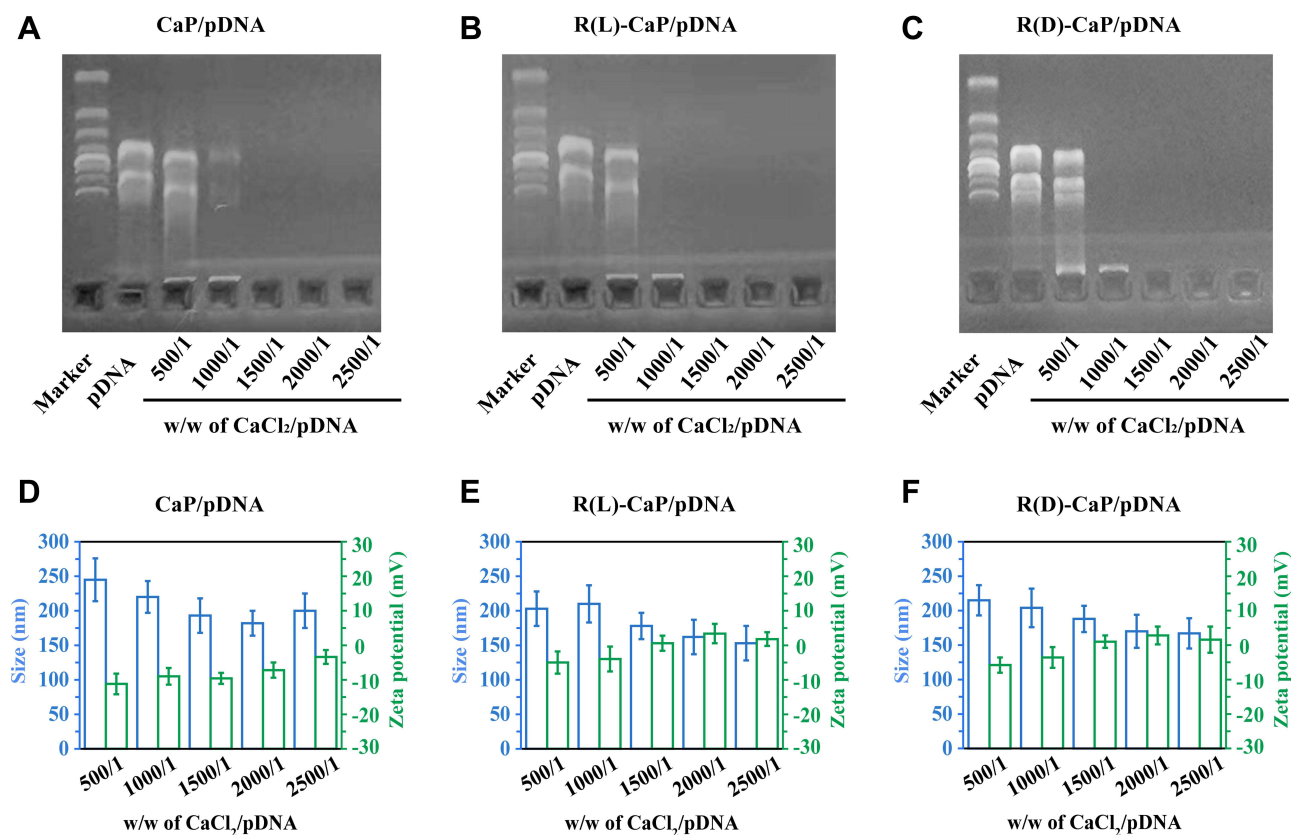 A
CaP/pDNA
B
R(L)-CaP/pDNA
C
R(D)-CaP/pDNA
Marker
pDNA
500/1
1000/1
1500/1
2000/1
2500/1
w/w of CaCl₂/pDNA
Marker
pDNA
500/1
1000/1
1500/1
2000/1
2500/1
w/w of CaCl₂/pDNA
Marker
pDNA
500/1
1000/1
1500/1
2000/1
2500/1
w/w of CaCl₂/pDNA
D
CaP/pDNA
Size (nm)
300
250
200
150
100
50
0
30
20
10
0
-10
-20
-30
Zeta potential (mV)
500/1
1000/1
1500/1
2000/1
2500/1
w/w of CaCl₂/pDNA
E
R(L)-CaP/pDNA
Size (nm)
300
250
200
150
100
50
0
30
20
10
0
-10
-20
-30
Zeta potential (mV)
500/1
1000/1
1500/1
2000/1
2500/1
w/w of CaCl₂/pDNA
F
R(D)-CaP/pDNA
Size (nm)
300
250
200
150
100
50
0
30
20
10
0
-10
-20
-30
Zeta potential (mV)
500/1
1000/1
1500/1
2000/1
2500/1
w/w of CaCl₂/pDNA